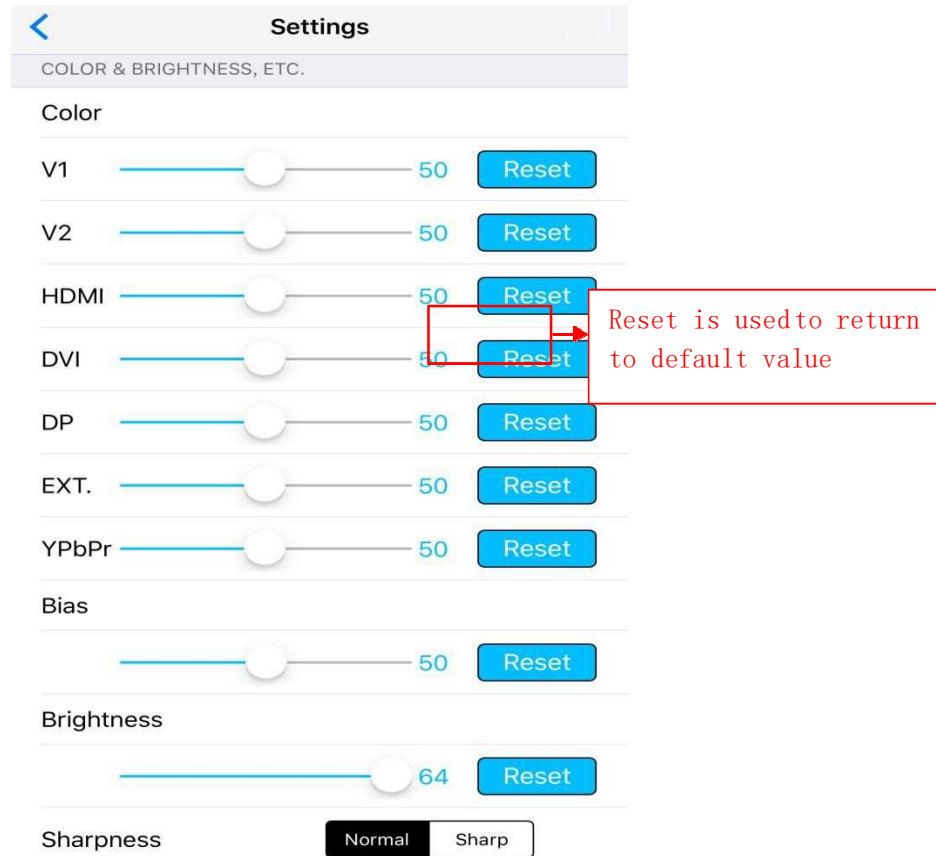 Settings
COLOR & BRIGHTNESS, ETC.
Color
V1 50 Reset
V2 50 Reset
HDMI 50 Reset
DVI 50 Reset
DP 50 Reset
EXT. 50 Reset
YPbPr 50 Reset
Reset is usedto return
to default value
Bias
50 Reset
Brightness
64 Reset
Sharpness Normal Sharp